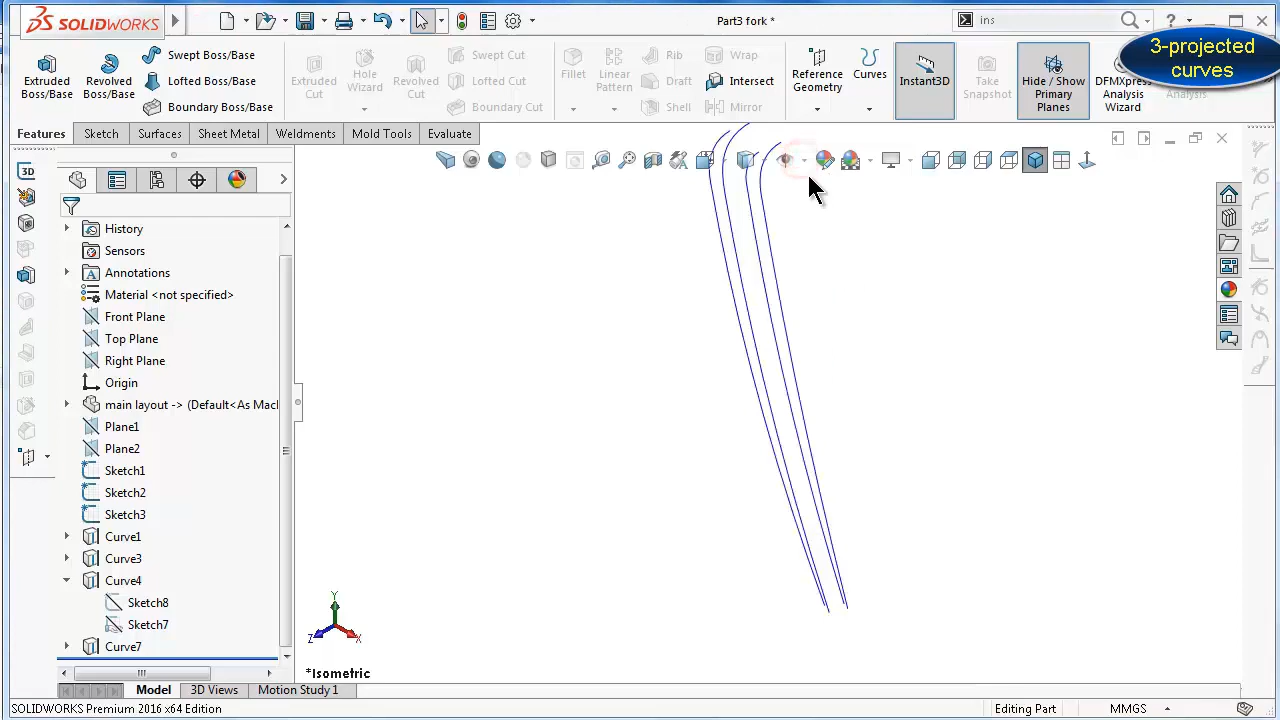 SOLIDWORKS
Part3 fork *
ins
3-projected
curves
Extruded
Boss/Base
Revolved
Boss/Base
Swept Boss/Base
Lofted Boss/Base
Boundary Boss/Base
Extruded
Cut
Hole
Wizard
Revolved
Cut
Swept Cut
Lofted Cut
Boundary Cut
Fillet
Linear
Pattern
Rib
Draft
Shell
Wrap
Intersect
Mirror
Reference
Geometry
Curves
Instant3D
Take
Snapshot
Hide / Show
Primary
Planes
DFMXpress
Analysis
Wizard
Analysis
Features
Sketch
Surfaces
Sheet Metal
Weldments
Mold Tools
Evaluate
3D
History
Sensors
Annotations
Material <not specified>
Front Plane
Top Plane
Right Plane
Origin
main layout -> (Default<As Macl
Plane1
Plane2
Sketch1
Sketch2
Sketch3
Curve1
Curve3
Curve4
Sketch8
Sketch7
Curve7
Y
Z
X
*Isometric
Model
3D Views
Motion Study 1
SOLIDWORKS Premium 2016 x64 Edition
Editing Part
MMGS